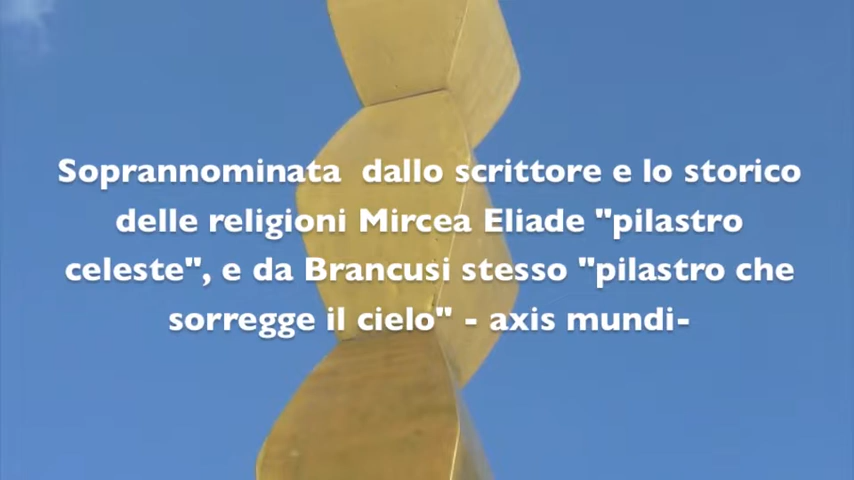 Soprannominata  dallo scrittore e lo storico
delle religioni Mircea Eliade "pilastro
celeste", e da Brancusi stesso "pilastro che
sorregge il cielo" - axis mundi-